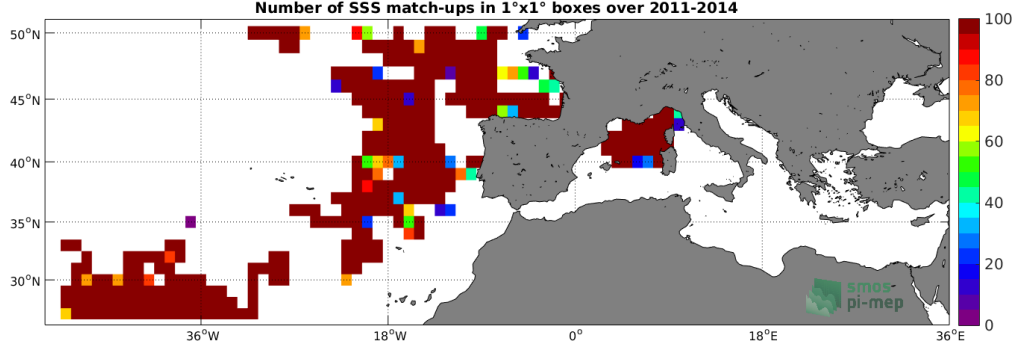 Number of SSS match-ups in 1°x1° boxes over 2011-2014
50°N
45°N
40°N
35°N
30°N
36°W
18°W
0°
18°E
36°E
100
80
60
40
20
0
smos
pi-mep